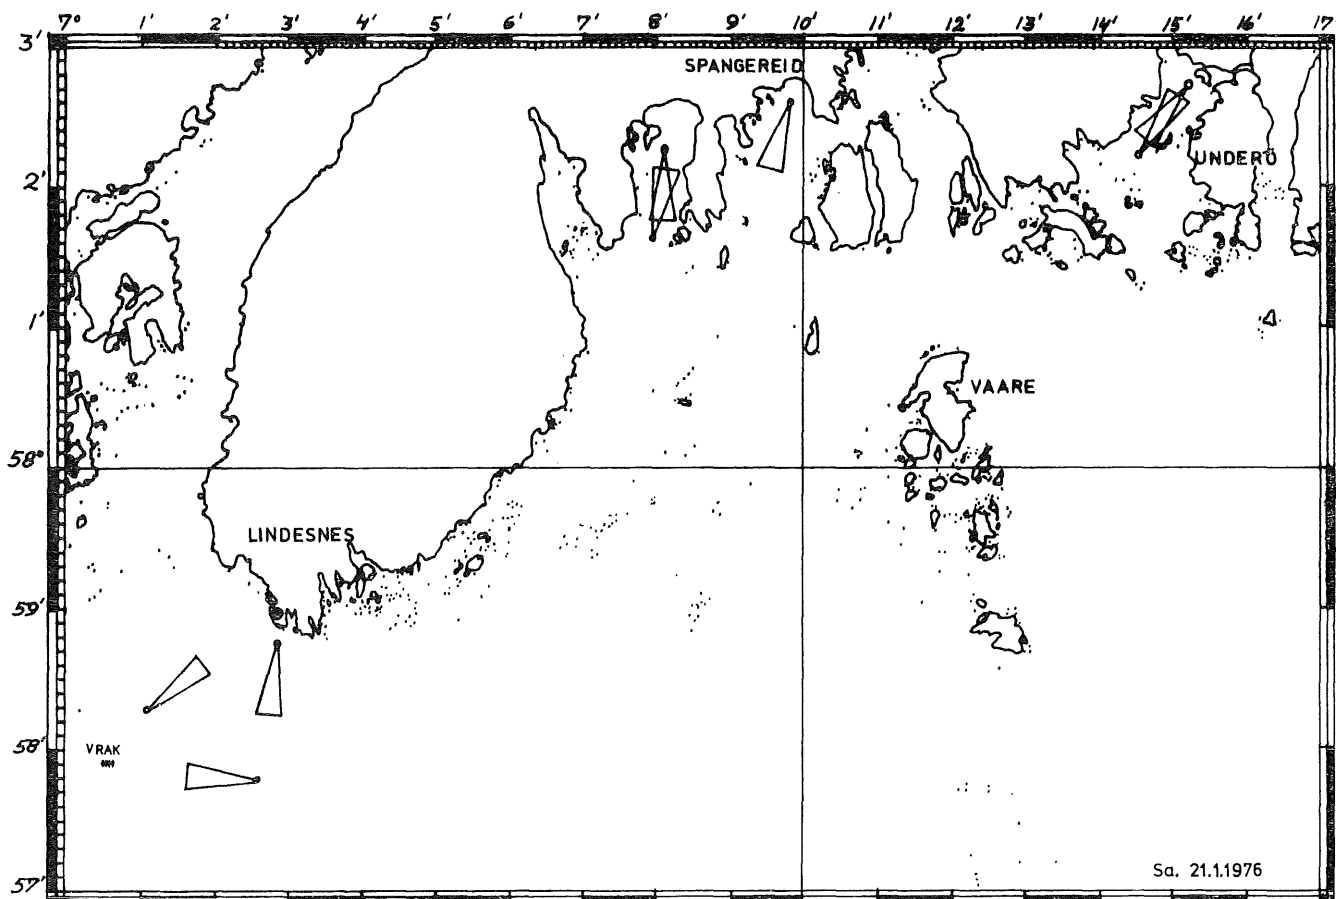 7° 1' 2' 3' 4' 5' 6' 7' 8' 9' 10' 11' 12' 13' 14' 15' 16' 17'
3'
SPANGEREID
UNDERÖ
2'
1'
VAARE
58°
LINDESNES
59'
58'
VRAK
57'
Sa. 21.1.1976